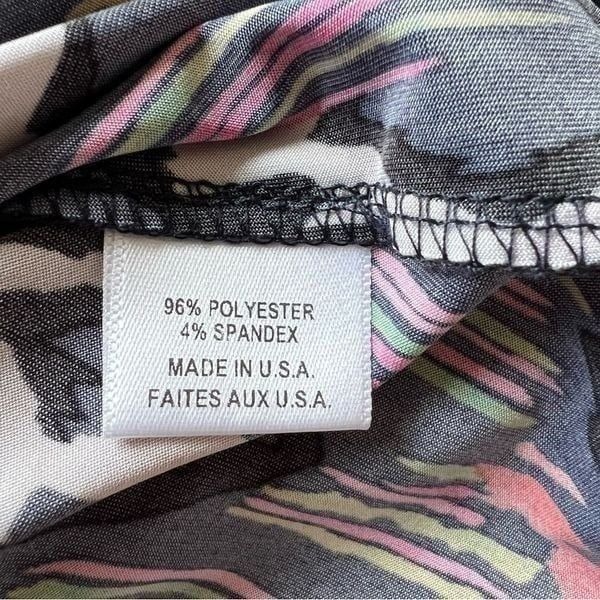 96% POLYESTER
4% SPANDEX
MADE IN U.S.A.
FAITES AUX U.S.A.